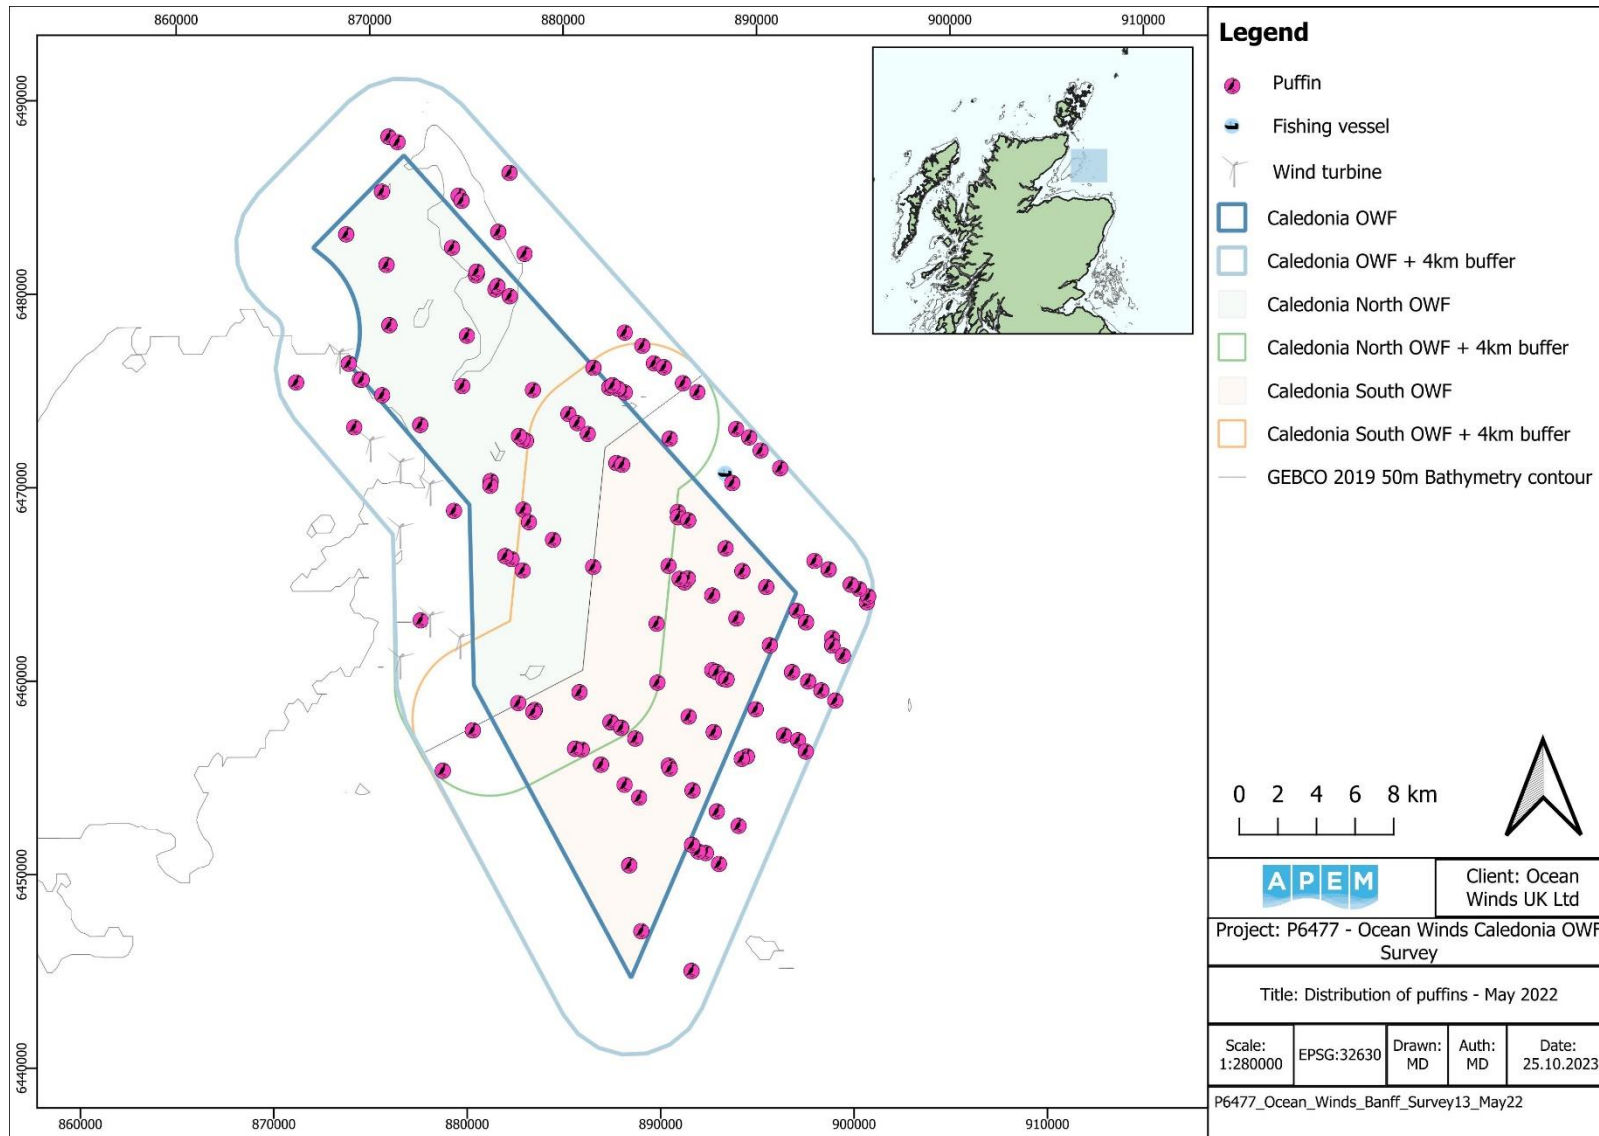 860000 870000 880000 890000 900000 910000
6490000
6480000
6470000
6460000
6450000
6440000
860000 870000 880000 890000 900000 910000
Legend
Puffin
Fishing vessel
Wind turbine
Caledonia OWF
Caledonia OWF + 4km buffer
Caledonia North OWF
Caledonia North OWF + 4km buffer
Caledonia South OWF
Caledonia South OWF + 4km buffer
GEBCO 2019 50m Bathymetry contour
0 2 4 6 8 km
APEM
Client: Ocean
Winds UK Ltd
Project: P6477 - Ocean Winds Caledonia OWF
Survey
Title: Distribution of puffins - May 2022
Scale:
1:280000
EPSG:32630
Drawn:
MD
Auth:
MD
Date:
25.10.2023
P6477_Ocean_Winds_Banff_Survey13_May22